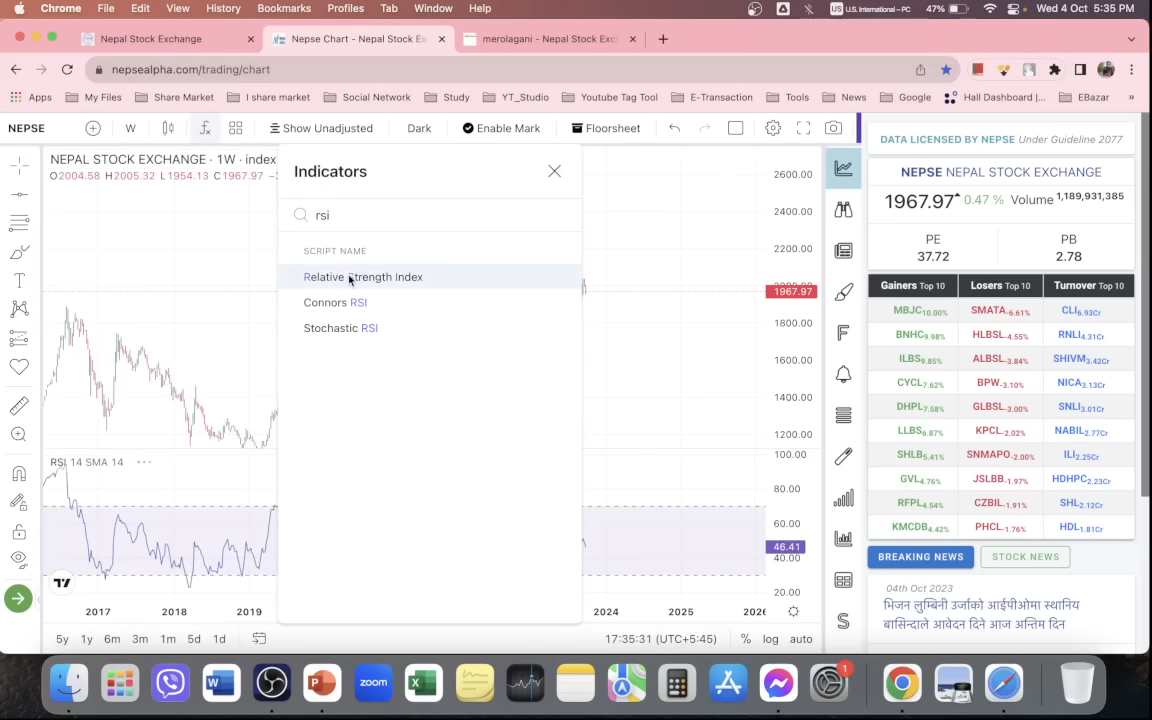 Chrome File Edit View History Bookmarks Profiles Tab Window Help
U.S. International – PC 47% Wed 4 Oct 5:35 PM
Nepal Stock Exchange
Nepse Chart - Nepal Stock Ex
merolagani - Nepal Stock Exc
nepsealpha.com/trading/chart
Apps My Files Share Market I share market Social Network Study YT_Studio Youtube Tag Tool E-Transaction Tools News Google Hall Dashboard |... EBazar »
NEPSE W Show Unadjusted Dark Enable Mark Floorsheet
NEPAL STOCK EXCHANGE · 1W · index
O2004.58 H2005.32 L1954.13 C1967.97
Indicators
rsi
SCRIPT NAME
Relative Strength Index
Connors RSI
Stochastic RSI
2600.00
2400.00
2200.00
1967.97
1800.00
1600.00
1400.00
1200.00
RSI 14 SMA 14
100.00
80.00
60.00
46.41
40.00
20.00
2017 2018 2019 2024 2025 2026
5y 1y 6m 3m 1m 5d 1d
17:35:31 (UTC+5:45) % log auto
DATA LICENSED BY NEPSE Under Guideline 2077
NEPSE NEPAL STOCK EXCHANGE
1967.97 0.47 % Volume 1,189,931,385
PE PB
37.72 2.78
Gainers Top 10 Losers Top 10 Turnover Top 10
MBJC10.00% SMATA-6.61% CLI6.93Cr
BNHC9.98% HLBSL-4.55% RNLI4.31Cr
ILBS9.85% ALBSL-3.84% SHIVM3.42Cr
CYCL7.62% BPW-3.10% NICA3.13Cr
DHPL7.58% GLBSL-3.00% SNLI3.01Cr
LLBS6.87% KPCL-2.02% NABIL2.77Cr
SHLB5.41% SNMAPO-2.00% ILI2.25Cr
GVL4.76% JSLBB-1.97% HDHPC2.23Cr
RFPL4.54% CZBIL-1.91% SHL2.12Cr
KMCDB4.42% PHCL-1.76% HDL1.81Cr
BREAKING NEWS STOCK NEWS
04th Oct 2023
भिजन लुम्बिनी उर्जाको आईपीओमा स्थानिय
बासिन्दाले आवेदन दिने आज अन्तिम दिन
zoom
1